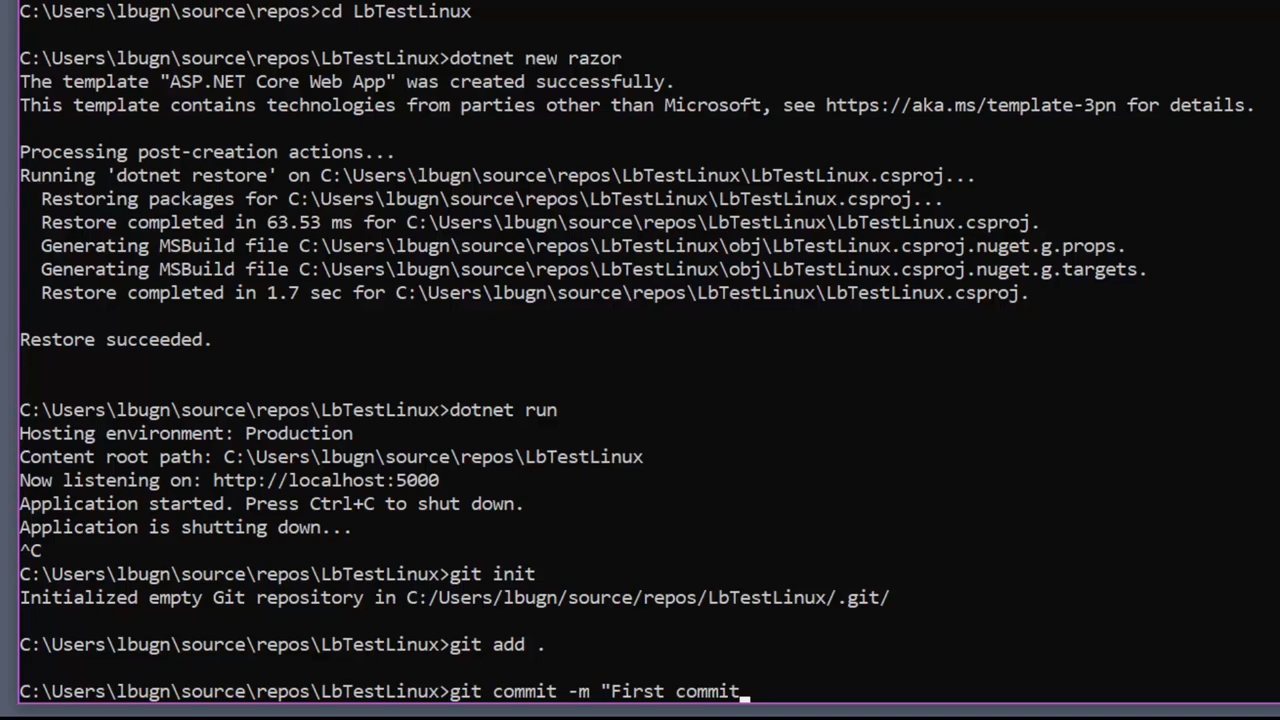 C:\Users\lbugn\source\repos>cd LbTestLinux
C:\Users\lbugn\source\repos\LbTestLinux>dotnet new razor
The template "ASP.NET Core Web App" was created successfully.
This template contains technologies from parties other than Microsoft, see https://aka.ms/template-3pn for details.
Processing post-creation actions...
Running 'dotnet restore' on C:\Users\lbugn\source\repos\LbTestLinux\LbTestLinux.csproj...
  Restoring packages for C:\Users\lbugn\source\repos\LbTestLinux\LbTestLinux.csproj...
  Restore completed in 63.53 ms for C:\Users\lbugn\source\repos\LbTestLinux\LbTestLinux.csproj.
  Generating MSBuild file C:\Users\lbugn\source\repos\LbTestLinux\obj\LbTestLinux.csproj.nuget.g.props.
  Generating MSBuild file C:\Users\lbugn\source\repos\LbTestLinux\obj\LbTestLinux.csproj.nuget.g.targets.
  Restore completed in 1.7 sec for C:\Users\lbugn\source\repos\LbTestLinux\LbTestLinux.csproj.
Restore succeeded.
C:\Users\lbugn\source\repos\LbTestLinux>dotnet run
Hosting environment: Production
Content root path: C:\Users\lbugn\source\repos\LbTestLinux
Now listening on: http://localhost:5000
Application started. Press Ctrl+C to shut down.
Application is shutting down...
^C
C:\Users\lbugn\source\repos\LbTestLinux>git init
Initialized empty Git repository in C:/Users/lbugn/source/repos/LbTestLinux/.git/
C:\Users\lbugn\source\repos\LbTestLinux>git add .
C:\Users\lbugn\source\repos\LbTestLinux>git commit -m "First commit